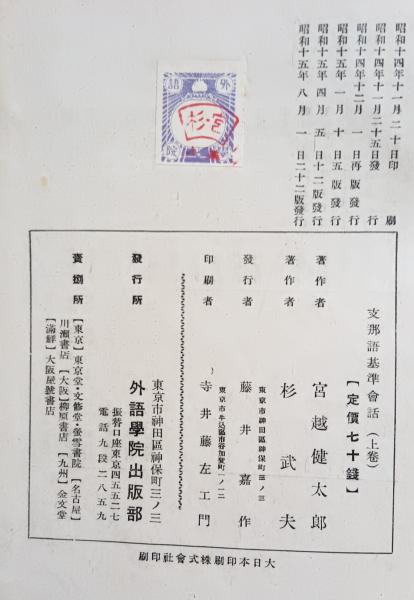 昭和十四年十一月二十日印刷
昭和十四年十一月二十五日發行
昭和十四年十二月一日再版發行
昭和十五年一月十日五版發行
昭和十五年四月五日十二版發行
昭和十五年八月一日二十二版發行
外語
院
宮杉
支那語基準會話（上卷）
【定價七十錢】
著作者 宮越健太郎
著作者 杉武夫
東京市神田區神保町三ノ三
發行者 藤井嘉作
東京市牛込區市谷加賀町一ノ一二
印刷者 寺井藤左工門
東京市神田區神保町三ノ三
發行所 外語學院出版部
振替口座東京四五五二七
電話九段二八五九
賣捌所
【東京】東京堂・文修堂・螢雪書院【名古屋】
川瀨書店【大阪】柳原書店【九州】金文堂
【滿鮮】大阪屋號書店
大日本印刷株式會社印刷